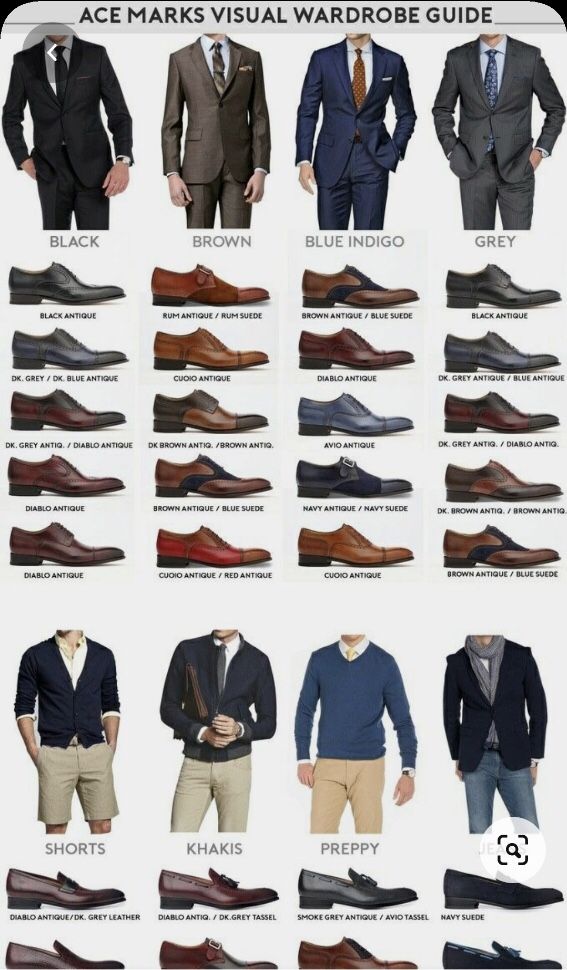 ACE MARKS VISUAL WARDROBE GUIDE
BLACK BROWN BLUE INDIGO GREY
BLACK ANTIQUE RUM ANTIQUE / RUM SUEDE BROWN ANTIQUE / BLUE SUEDE BLACK ANTIQUE
DK. GREY / DK. BLUE ANTIQUE CUOIO ANTIQUE DIABLO ANTIQUE DK. GREY ANTIQUE / BLUE ANTIQUE
DK. GREY ANTIQ. / DIABLO ANTIQUE DK BROWN ANTIQ. /BROWN ANTIQ. AVIO ANTIQUE DK. GREY ANTIQ. / DIABLO ANTIQ.
DIABLO ANTIQUE BROWN ANTIQUE / BLUE SUEDE NAVY ANTIQUE / NAVY SUEDE DK. BROWN ANTIQ. / BROWN ANTIQ.
DIABLO ANTIQUE CUOIO ANTIQUE / RED ANTIQUE CUOIO ANTIQUE BROWN ANTIQUE / BLUE SUEDE
SHORTS KHAKIS PREPPY
DIABLO ANTIQUE/DK. GREY LEATHER DIABLO ANTIQ. / DK.GREY TASSEL SMOKE GREY ANTIQUE / AVIO TASSEL NAVY SUEDE